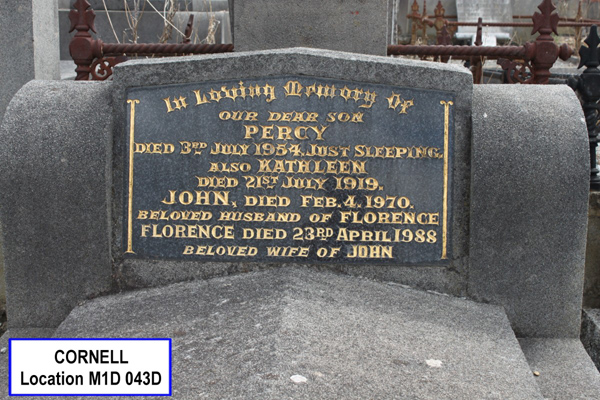 In Loving Memory Of
OUR DEAR SON
PERCY
DIED 3RD JULY 1954. JUST SLEEPING.
ALSO KATHLEEN
DIED 21ST JULY 1919.
JOHN, DIED FEB. 4. 1970.
BELOVED HUSBAND OF FLORENCE
FLORENCE DIED 23RD APRIL 1988
BELOVED WIFE OF JOHN
CORNELL
Location M1D 043D